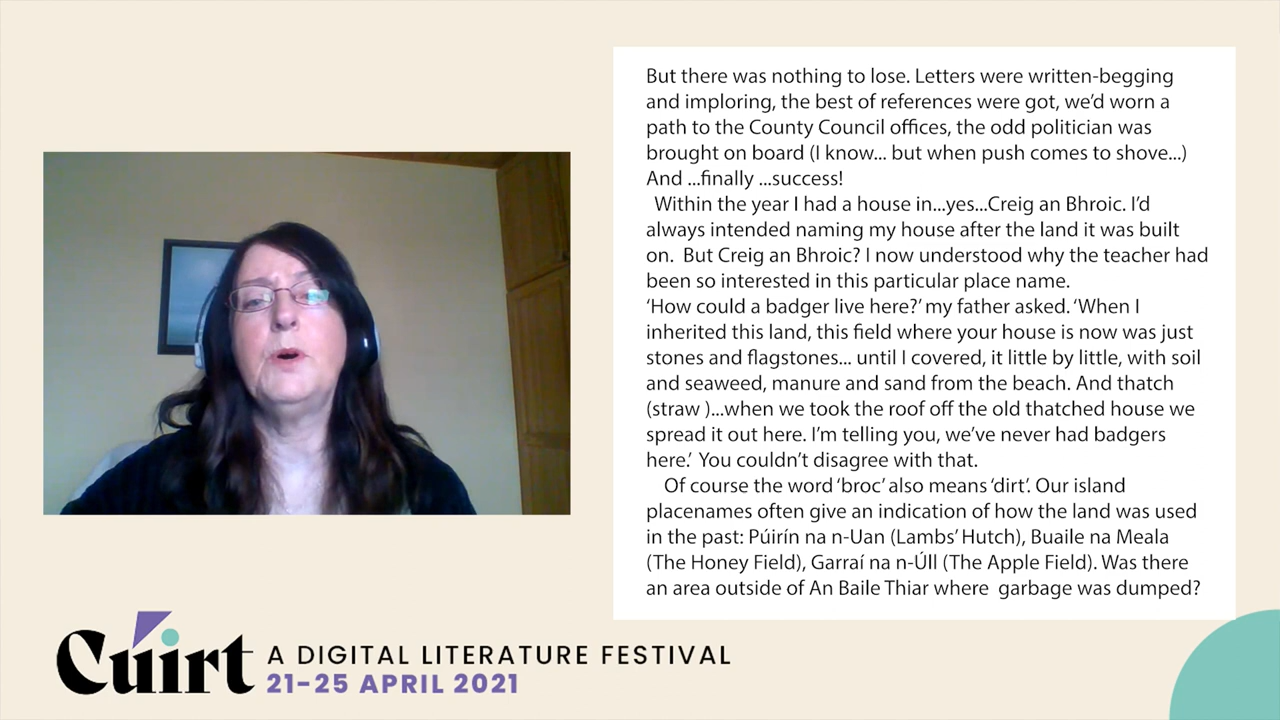 But there was nothing to lose. Letters were written-begging
and imploring, the best of references were got, we’d worn a
path to the County Council offices, the odd politician was
brought on board (I know... but when push comes to shove...)
And ...finally ...success!
Within the year I had a house in...yes...Creig an Bhroic. I’d
always intended naming my house after the land it was built
on.  But Creig an Bhroic? I now understood why the teacher had
been so interested in this particular place name.
‘How could a badger live here?’ my father asked. ‘When I
inherited this land, this field where your house is now was just
stones and flagstones... until I covered, it little by little, with soil
and seaweed, manure and sand from the beach. And thatch
(straw )...when we took the roof off the old thatched house we
spread it out here. I’m telling you, we’ve never had badgers
here.’  You couldn’t disagree with that.
Of course the word ‘broc’ also means ‘dirt’. Our island
placenames often give an indication of how the land was used
in the past: Púirín na n-Uan (Lambs’ Hutch), Buaile na Meala
(The Honey Field), Garraí na n-Úll (The Apple Field). Was there
an area outside of An Baile Thiar where  garbage was dumped?
Cúirt
A DIGITAL LITERATURE FESTIVAL
21-25 APRIL 2021